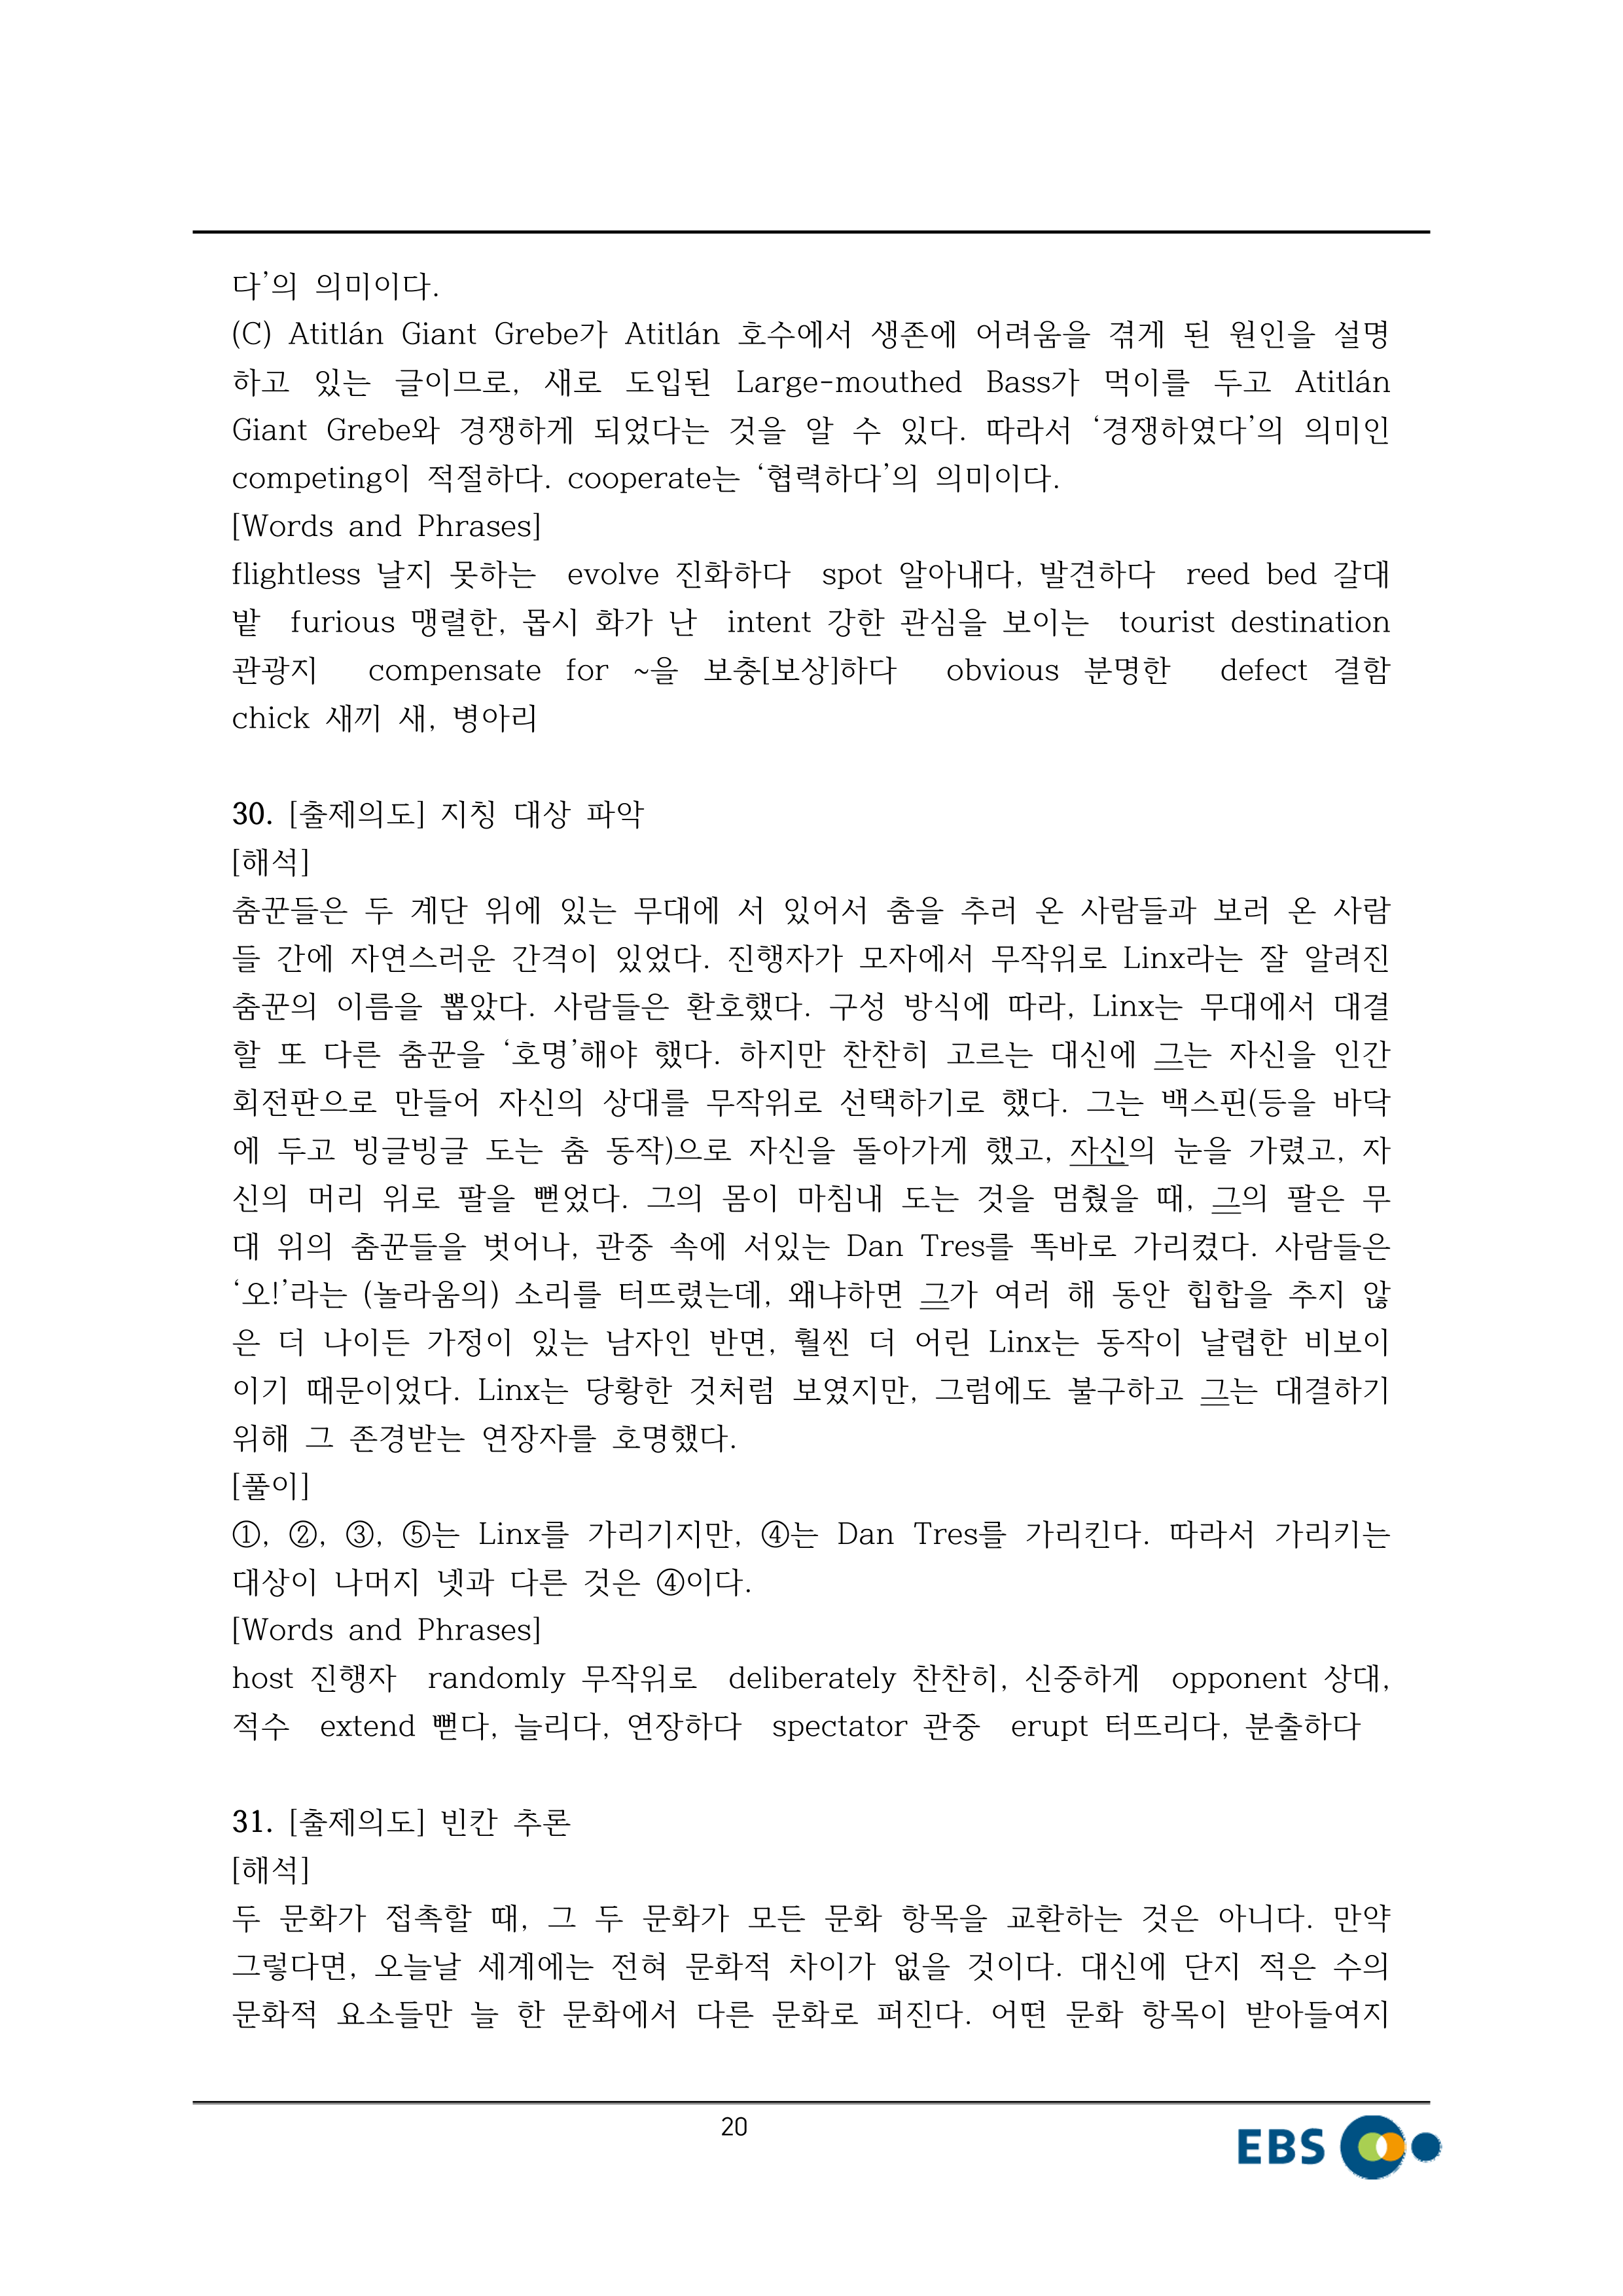 다’의 의미이다.
(C) Atitlán Giant Grebe가 Atitlán 호수에서 생존에 어려움을 겪게 된 원인을 설명
하고 있는 글이므로, 새로 도입된 Large-mouthed Bass가 먹이를 두고 Atitlán
Giant Grebe와 경쟁하게 되었다는 것을 알 수 있다. 따라서 ‘경쟁하였다’의 의미인
competing이 적절하다. cooperate는 ‘협력하다’의 의미이다.
[Words and Phrases]
flightless 날지 못하는 evolve 진화하다 spot 알아내다, 발견하다 reed bed 갈대
밭 furious 맹렬한, 몹시 화가 난 intent 강한 관심을 보이는 tourist destination
관광지 compensate for ~을 보충[보상]하다 obvious 분명한 defect 결함
chick 새끼 새, 병아리
30. [출제의도] 지칭 대상 파악
[해석]
춤꾼들은 두 계단 위에 있는 무대에 서 있어서 춤을 추러 온 사람들과 보러 온 사람
들 간에 자연스러운 간격이 있었다. 진행자가 모자에서 무작위로 Linx라는 잘 알려진
춤꾼의 이름을 뽑았다. 사람들은 환호했다. 구성 방식에 따라, Linx는 무대에서 대결
할 또 다른 춤꾼을 ‘호명’해야 했다. 하지만 찬찬히 고르는 대신에 그는 자신을 인간
회전판으로 만들어 자신의 상대를 무작위로 선택하기로 했다. 그는 백스핀(등을 바닥
에 두고 빙글빙글 도는 춤 동작)으로 자신을 돌아가게 했고, 자신의 눈을 가렸고, 자
신의 머리 위로 팔을 뻗었다. 그의 몸이 마침내 도는 것을 멈췄을 때, 그의 팔은 무
대 위의 춤꾼들을 벗어나, 관중 속에 서있는 Dan Tres를 똑바로 가리켰다. 사람들은
‘오!’라는 (놀라움의) 소리를 터뜨렸는데, 왜냐하면 그가 여러 해 동안 힙합을 추지 않
은 더 나이든 가정이 있는 남자인 반면, 훨씬 더 어린 Linx는 동작이 날렵한 비보이
이기 때문이었다. Linx는 당황한 것처럼 보였지만, 그럼에도 불구하고 그는 대결하기
위해 그 존경받는 연장자를 호명했다.
[풀이]
①, ②, ③, ⑤는 Linx를 가리기지만, ④는 Dan Tres를 가리킨다. 따라서 가리키는
대상이 나머지 넷과 다른 것은 ④이다.
[Words and Phrases]
host 진행자 randomly 무작위로 deliberately 찬찬히, 신중하게 opponent 상대,
적수 extend 뻗다, 늘리다, 연장하다 spectator 관중 erupt 터뜨리다, 분출하다
31. [출제의도] 빈칸 추론
[해석]
두 문화가 접촉할 때, 그 두 문화가 모든 문화 항목을 교환하는 것은 아니다. 만약
그렇다면, 오늘날 세계에는 전혀 문화적 차이가 없을 것이다. 대신에 단지 적은 수의
문화적 요소들만 늘 한 문화에서 다른 문화로 퍼진다. 어떤 문화 항목이 받아들여지
20
EBS